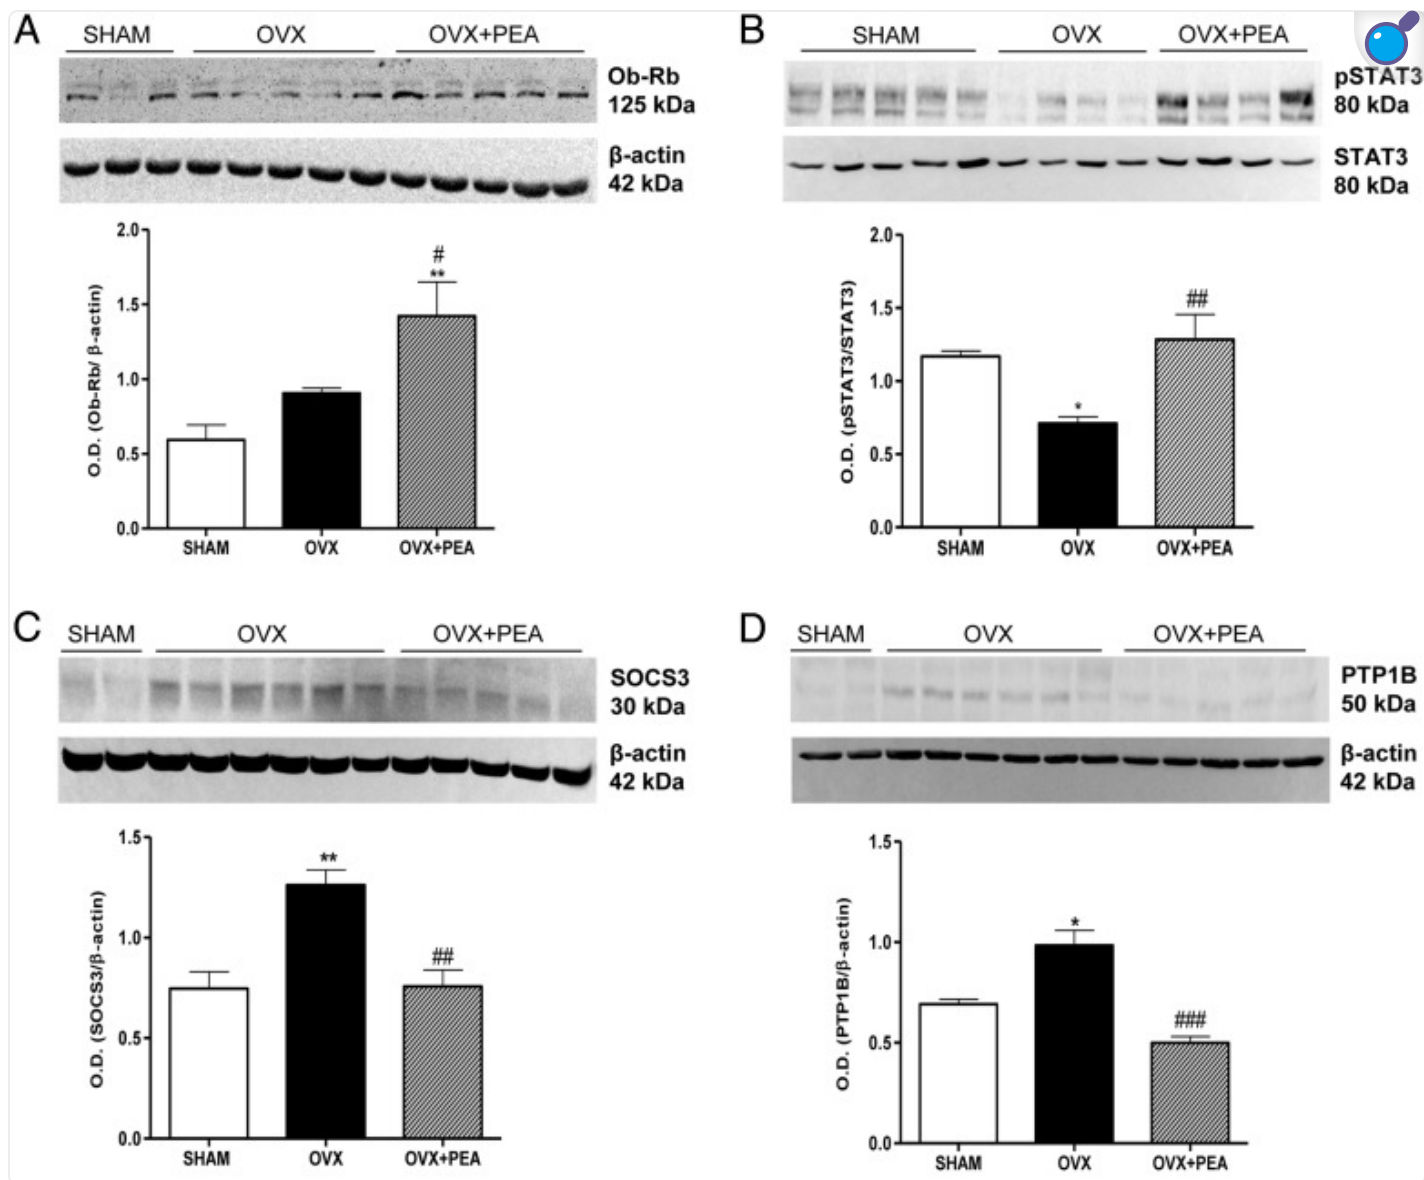 A
SHAM OVX OVX+PEA
Ob-Rb
125 kDa
β-actin
42 kDa
2.0
1.5
1.0
0.5
0.0
O.D. (Ob-Rb/ β-actin)
#
**
SHAM OVX OVX+PEA
B
SHAM OVX OVX+PEA
pSTAT3
80 kDa
STAT3
80 kDa
2.0
1.5
1.0
0.5
0.0
O.D. (pSTAT3/STAT3)
*
##
SHAM OVX OVX+PEA
C
SHAM OVX OVX+PEA
SOCS3
30 kDa
β-actin
42 kDa
1.5
1.0
0.5
0.0
O.D. (SOCS3/β-actin)
**
##
SHAM OVX OVX+PEA
D
SHAM OVX OVX+PEA
PTP1B
50 kDa
β-actin
42 kDa
1.5
1.0
0.5
0.0
O.D. (PTP1B/β-actin)
*
###
SHAM OVX OVX+PEA